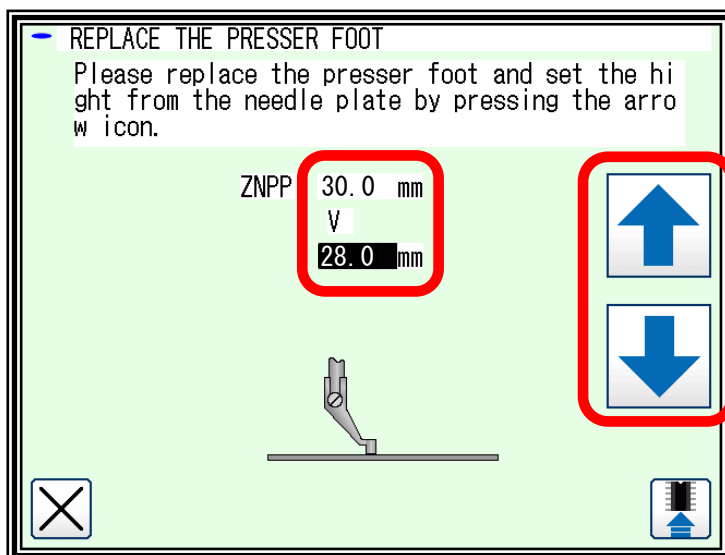 REPLACE THE PRESSER FOOT
Please replace the presser foot and set the hi
ght from the needle plate by pressing the arro
w icon.
ZNPP 30.0 mm
V
28.0 mm